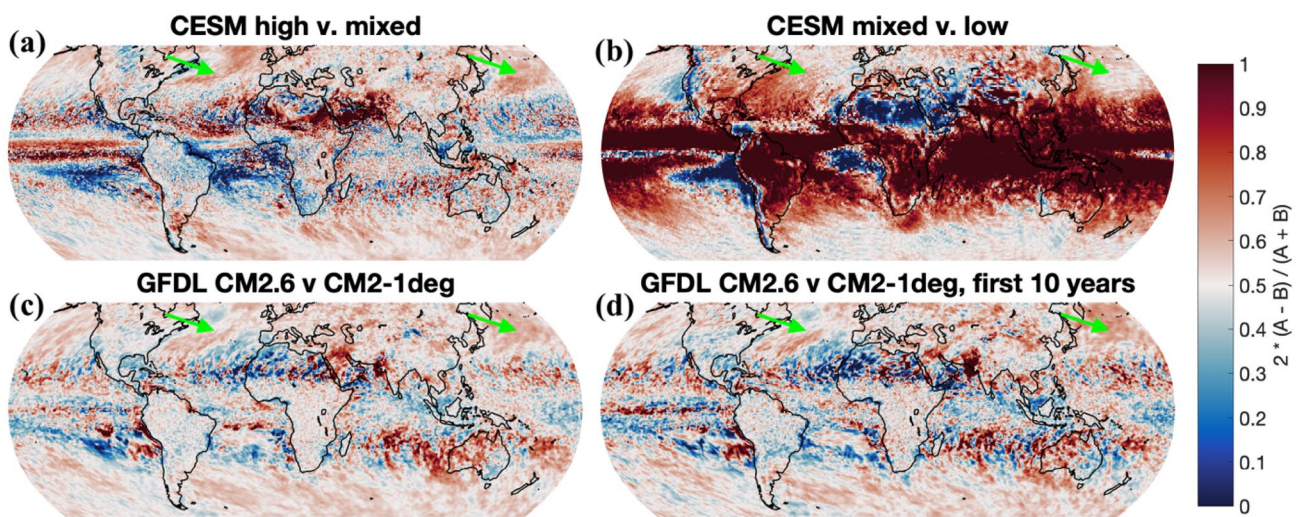 (a)
CESM high v. mixed
(b)
CESM mixed v. low
(c)
GFDL CM2.6 v CM2-1deg
(d)
GFDL CM2.6 v CM2-1deg, first 10 years
1
0.9
0.8
0.7
0.6
0.5
0.4
0.3
0.2
0.1
0
2 * (A - B) / (A + B)